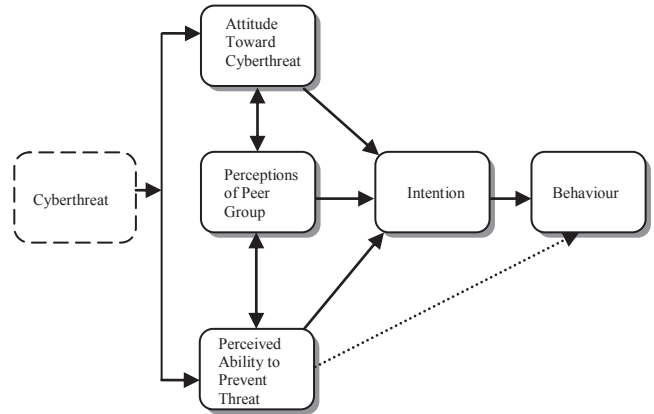 Attitude
Toward
Cyberthreat
Cyberthreat
Perceptions
of Peer
Group
Intention
Behaviour
Perceived
Ability to
Prevent
Threat